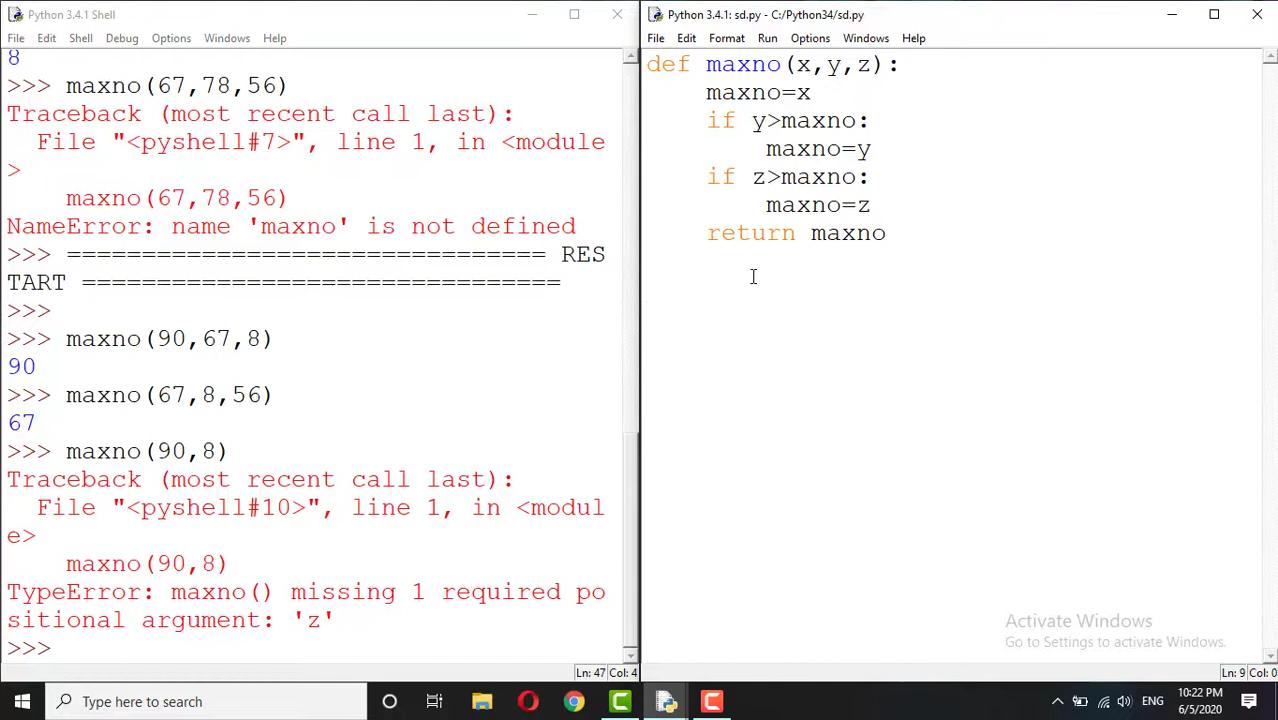 Python 3.4.1 Shell
File Edit Shell Debug Options Windows Help
8
>>> maxno(67,78,56)
Traceback (most recent call last):
  File "<pyshell#7>", line 1, in <module
>
    maxno(67,78,56)
NameError: name 'maxno' is not defined
>>> ================================ RES
TART ================================
>>>
>>> maxno(90,67,8)
90
>>> maxno(67,8,56)
67
>>> maxno(90,8)
Traceback (most recent call last):
  File "<pyshell#10>", line 1, in <modul
e>
    maxno(90,8)
TypeError: maxno() missing 1 required po
sitional argument: 'z'
>>>
Ln: 47 Col: 4
Python 3.4.1: sd.py - C:/Python34/sd.py
File Edit Format Run Options Windows Help
def maxno(x,y,z):
    maxno=x
    if y>maxno:
        maxno=y
    if z>maxno:
        maxno=z
    return maxno
Activate Windows
Go to Settings to activate Windows.
Ln: 9 Col: 0
Type here to search
ENG
10:22 PM
6/5/2020